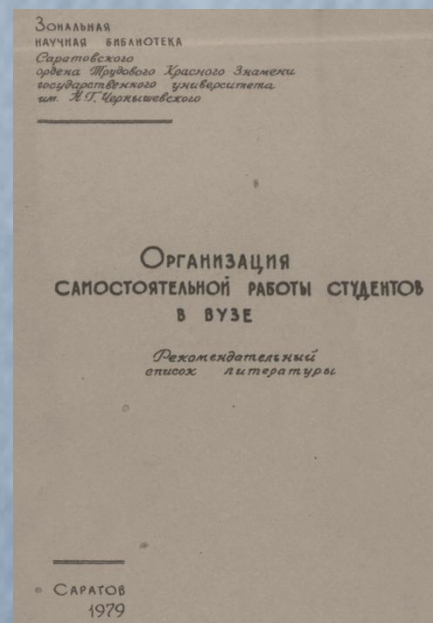 Зональная
научная библиотека
Саратовского
ордена Трудового Красного Знамени
государственного университета
им. Н.Г. Чернышевского
Организация
самостоятельной работы студентов
в вузе
Рекомендательный
список литературы
Саратов
1979